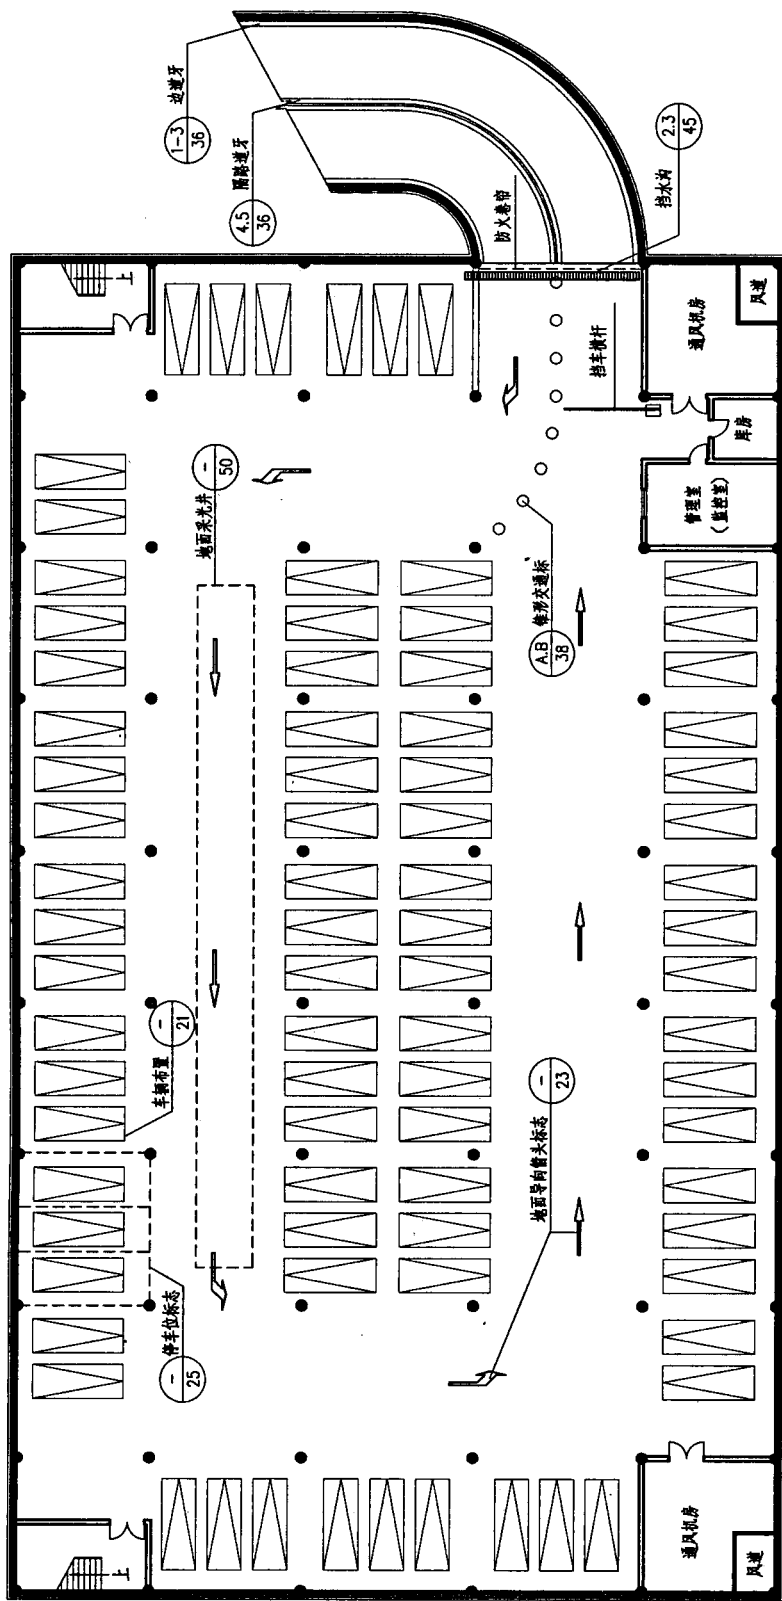 上
上
停车位标志
-
25
车辆布置
-
21
地面采光井
-
50
边道牙
1-3
36
隔路道牙
4.5
36
防火卷帘
地面导向箭头标志
-
23
锥形交通标
A.B
38
挡车横杆
挡水沟
2.3
45
通风机房
风道
管理室
(监控室)
库房
通风机房
风道